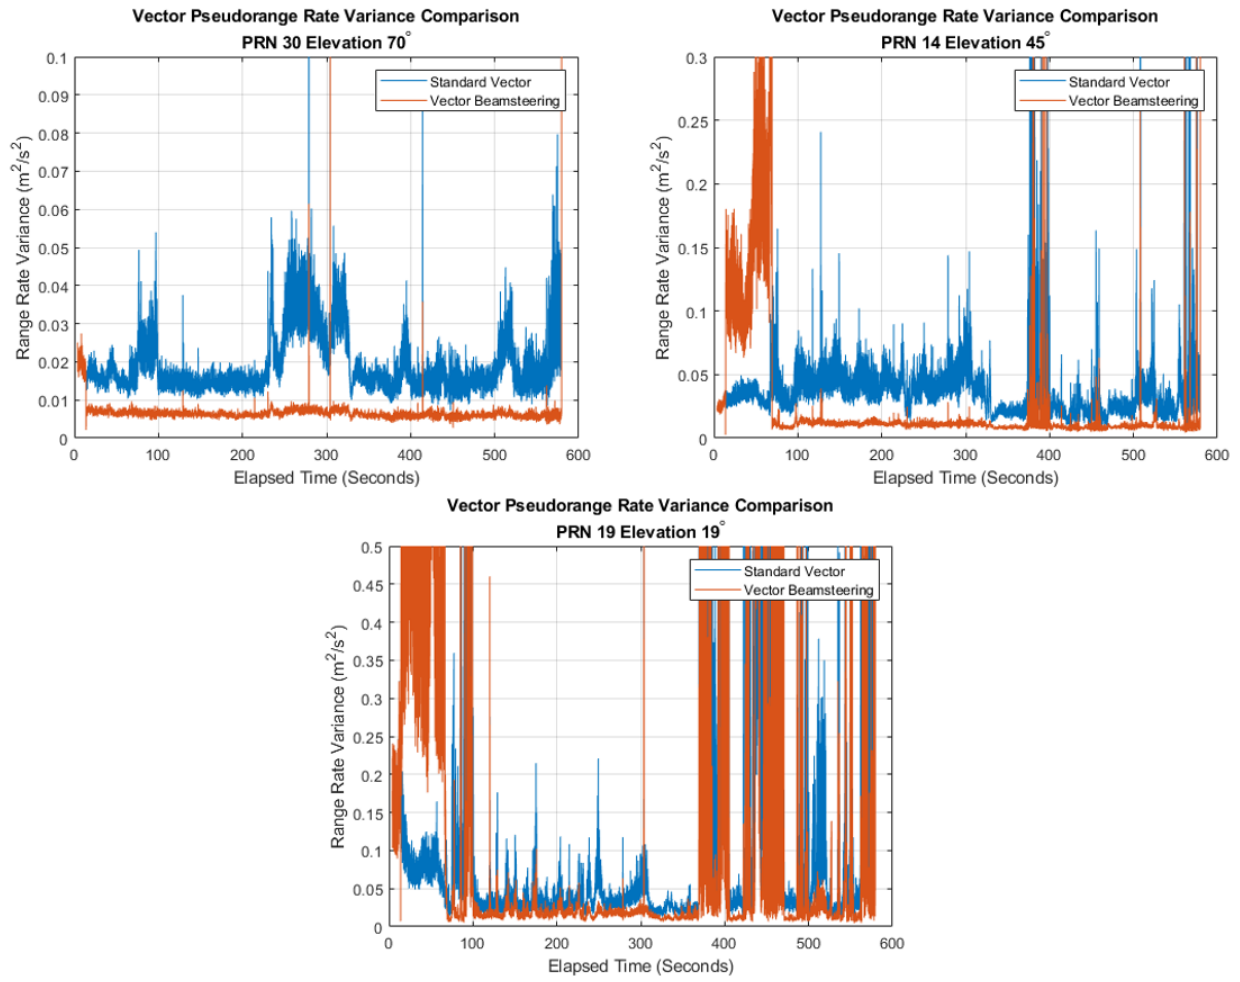 Vector Pseudorange Rate Variance Comparison
PRN 30 Elevation 70°
Range Rate Variance (m²/s²)
0.1
0.09
0.08
0.07
0.06
0.05
0.04
0.03
0.02
0.01
0
Standard Vector
Vector Beamsteering
0 100 200 300 400 500 600
Elapsed Time (Seconds)
Vector Pseudorange Rate Variance Comparison
PRN 14 Elevation 45°
Range Rate Variance (m²/s²)
0.3
0.25
0.2
0.15
0.1
0.05
0
Standard Vector
Vector Beamsteering
0 100 200 300 400 500 600
Elapsed Time (Seconds)
Vector Pseudorange Rate Variance Comparison
PRN 19 Elevation 19°
Range Rate Variance (m²/s²)
0.5
0.45
0.4
0.35
0.3
0.25
0.2
0.15
0.1
0.05
0
Standard Vector
Vector Beamsteering
0 100 200 300 400 500 600
Elapsed Time (Seconds)